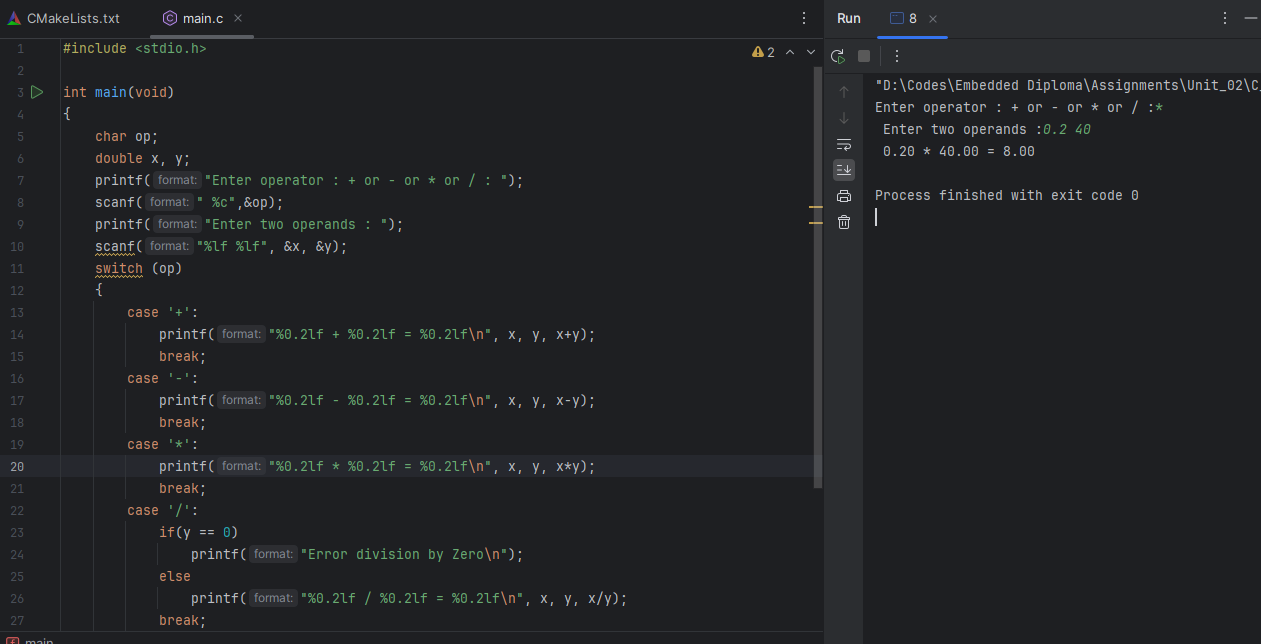 CMakeLists.txt
main.c
1 #include <stdio.h>
2
3 int main(void)
4 {
5 char op;
6 double x, y;
7 printf( format: "Enter operator : + or - or * or / : ");
8 scanf( format: " %c",&op);
9 printf( format: "Enter two operands : ");
10 scanf( format: "%lf %lf", &x, &y);
11 switch (op)
12 {
13 case '+':
14 printf( format: "%0.2lf + %0.2lf = %0.2lf\n", x, y, x+y);
15 break;
16 case '-':
17 printf( format: "%0.2lf - %0.2lf = %0.2lf\n", x, y, x-y);
18 break;
19 case '*':
20 printf( format: "%0.2lf * %0.2lf = %0.2lf\n", x, y, x*y);
21 break;
22 case '/':
23 if(y == 0)
24 printf( format: "Error division by Zero\n");
25 else
26 printf( format: "%0.2lf / %0.2lf = %0.2lf\n", x, y, x/y);
27 break;
2
f main
Run
8
"D:\Codes\Embedded Diploma\Assignments\Unit_02\C_
Enter operator : + or - or * or / :*
Enter two operands :0.2 40
0.20 * 40.00 = 8.00
Process finished with exit code 0